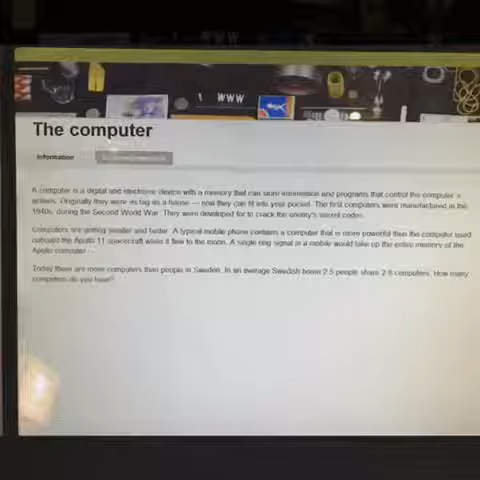 WWW
The computer
Information
A computer is a digital and electronic device with a memory that can store information and programs that control the computer's
actions. Originally they were as big as a house — now they can fit into your pocket. The first computers were manufactured in the
1940s, during the Second World War. They were developed for to crack the enemy's secret codes.
Computers are getting smaller and faster. A typical mobile phone contains a computer that is more powerful then the computer used
onboard the Apollo 11 spacecraft when it flew to the moon. A single ring signal in a mobile would take up the entire memory of the
Apollo computer.
Today there are more computers than people in Sweden. In an average Swedish home 2.5 people share 2.8 computers. How many
computers do you have?